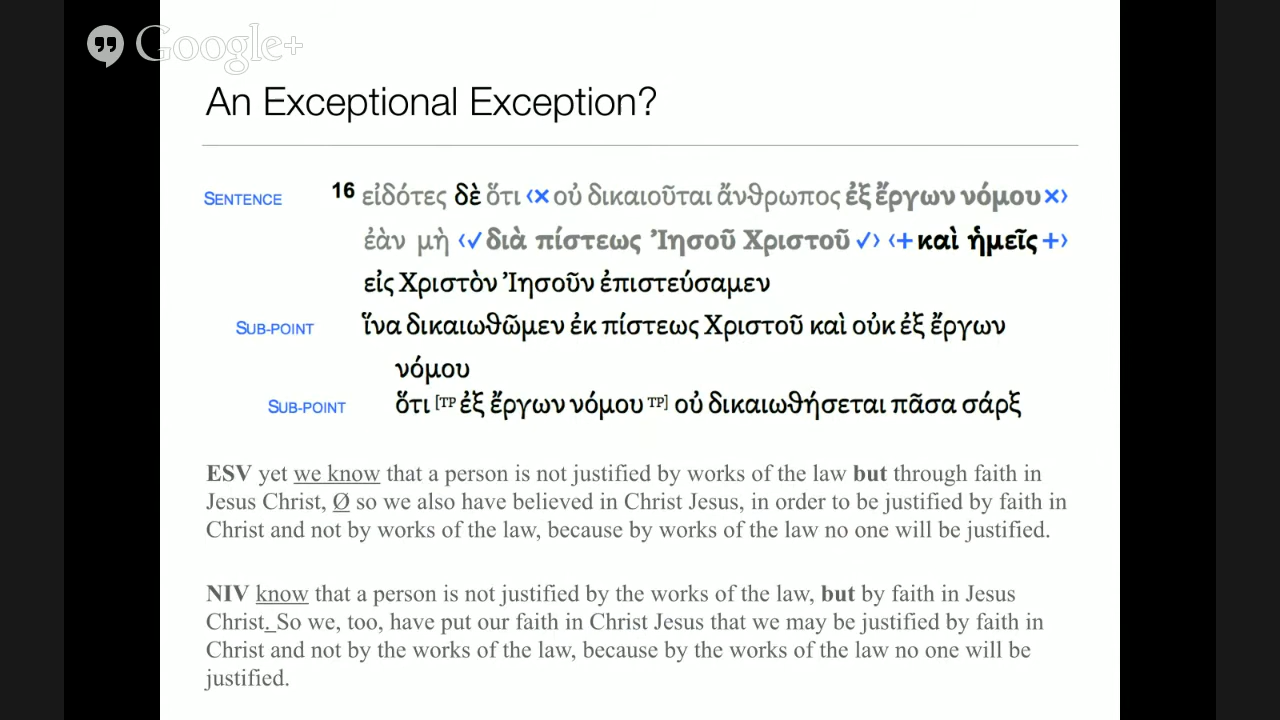 Google+
An Exceptional Exception?
SENTENCE 16 εἰδότες δὲ ὅτι ‹× οὐ δικαιοῦται ἄνθρωπος ἐξ ἔργων νόμου ×›
ἐὰν μὴ ‹✓ διὰ πίστεως Ἰησοῦ Χριστοῦ ✓› ‹+ καὶ ἡμεῖς +›
εἰς Χριστὸν Ἰησοῦν ἐπιστεύσαμεν
SUB-POINT ἵνα δικαιωθῶμεν ἐκ πίστεως Χριστοῦ καὶ οὐκ ἐξ ἔργων
νόμου
SUB-POINT ὅτι [TP ἐξ ἔργων νόμου TP] οὐ δικαιωθήσεται πᾶσα σάρξ
ESV yet we know that a person is not justified by works of the law but through faith in
Jesus Christ, Ø so we also have believed in Christ Jesus, in order to be justified by faith in
Christ and not by works of the law, because by works of the law no one will be justified.
NIV know that a person is not justified by the works of the law, but by faith in Jesus
Christ. So we, too, have put our faith in Christ Jesus that we may be justified by faith in
Christ and not by the works of the law, because by the works of the law no one will be
justified.